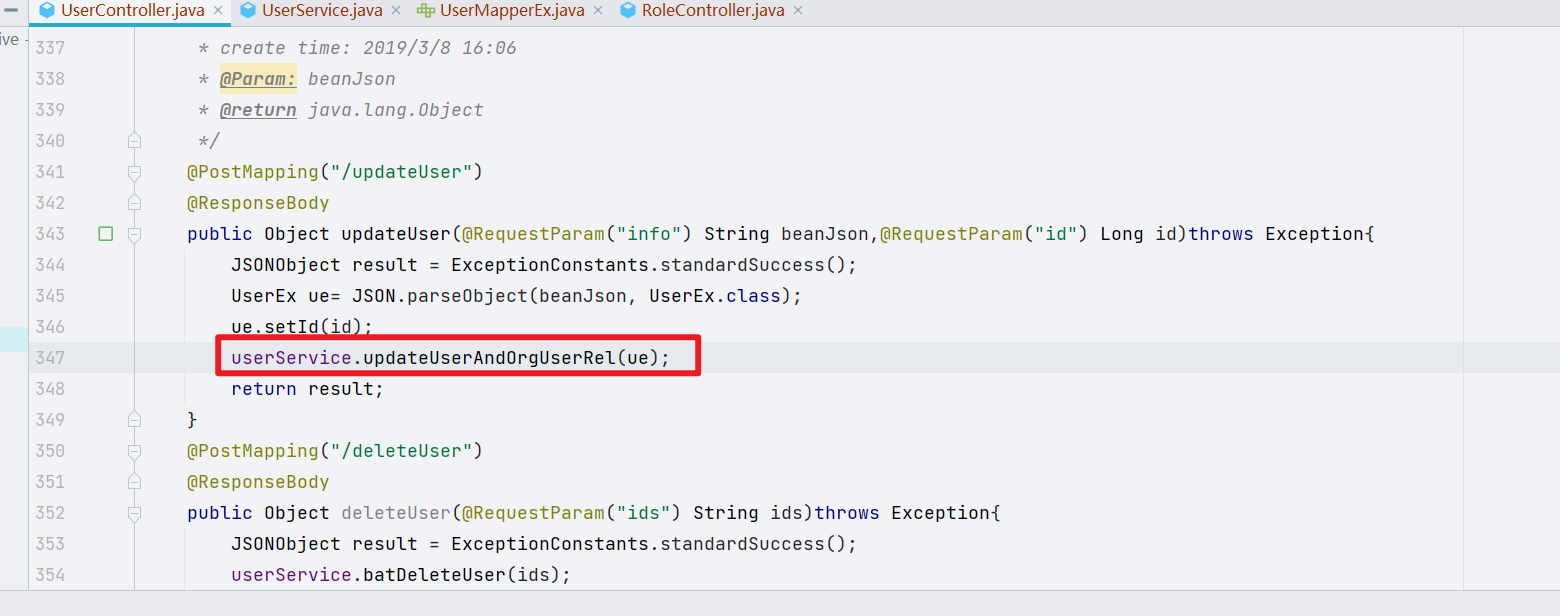 UserController.java × UserService.java × UserMapperEx.java × RoleController.java ×
ive -
337 * create time: 2019/3/8 16:06
338 * @Param: beanJson
339 * @return java.lang.Object
340 */
341 @PostMapping("/updateUser")
342 @ResponseBody
343 public Object updateUser(@RequestParam("info") String beanJson,@RequestParam("id") Long id)throws Exception{
344 JSONObject result = ExceptionConstants.standardSuccess();
345 UserEx ue= JSON.parseObject(beanJson, UserEx.class);
346 ue.setId(id);
347 userService.updateUserAndOrgUserRel(ue);
348 return result;
349 }
350 @PostMapping("/deleteUser")
351 @ResponseBody
352 public Object deleteUser(@RequestParam("ids") String ids)throws Exception{
353 JSONObject result = ExceptionConstants.standardSuccess();
354 userService.batDeleteUser(ids);